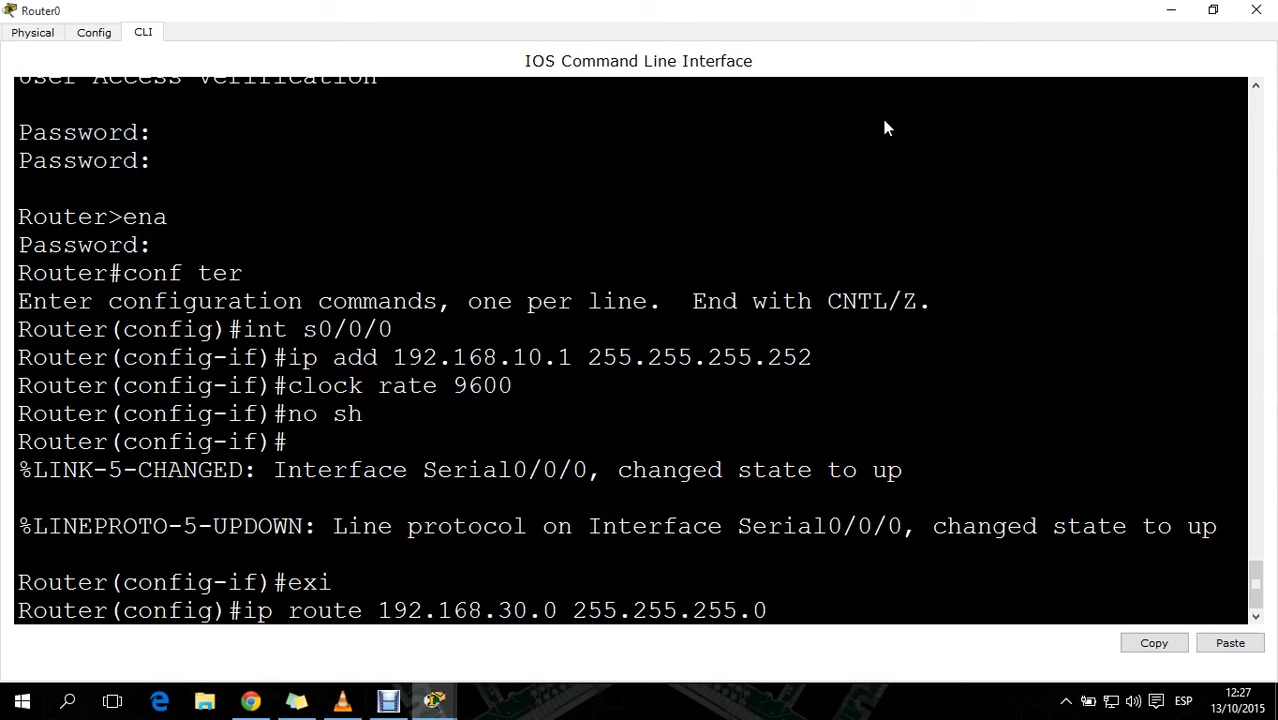 Router0
Physical Config CLI
IOS Command Line Interface
User Access Verification
Password:
Password:
Router>ena
Password:
Router#conf ter
Enter configuration commands, one per line.  End with CNTL/Z.
Router(config)#int s0/0/0
Router(config-if)#ip add 192.168.10.1 255.255.255.252
Router(config-if)#clock rate 9600
Router(config-if)#no sh
Router(config-if)#
%LINK-5-CHANGED: Interface Serial0/0/0, changed state to up
%LINEPROTO-5-UPDOWN: Line protocol on Interface Serial0/0/0, changed state to up
Router(config-if)#exi
Router(config)#ip route 192.168.30.0 255.255.255.0
Copy Paste
ESP
12:27
13/10/2015